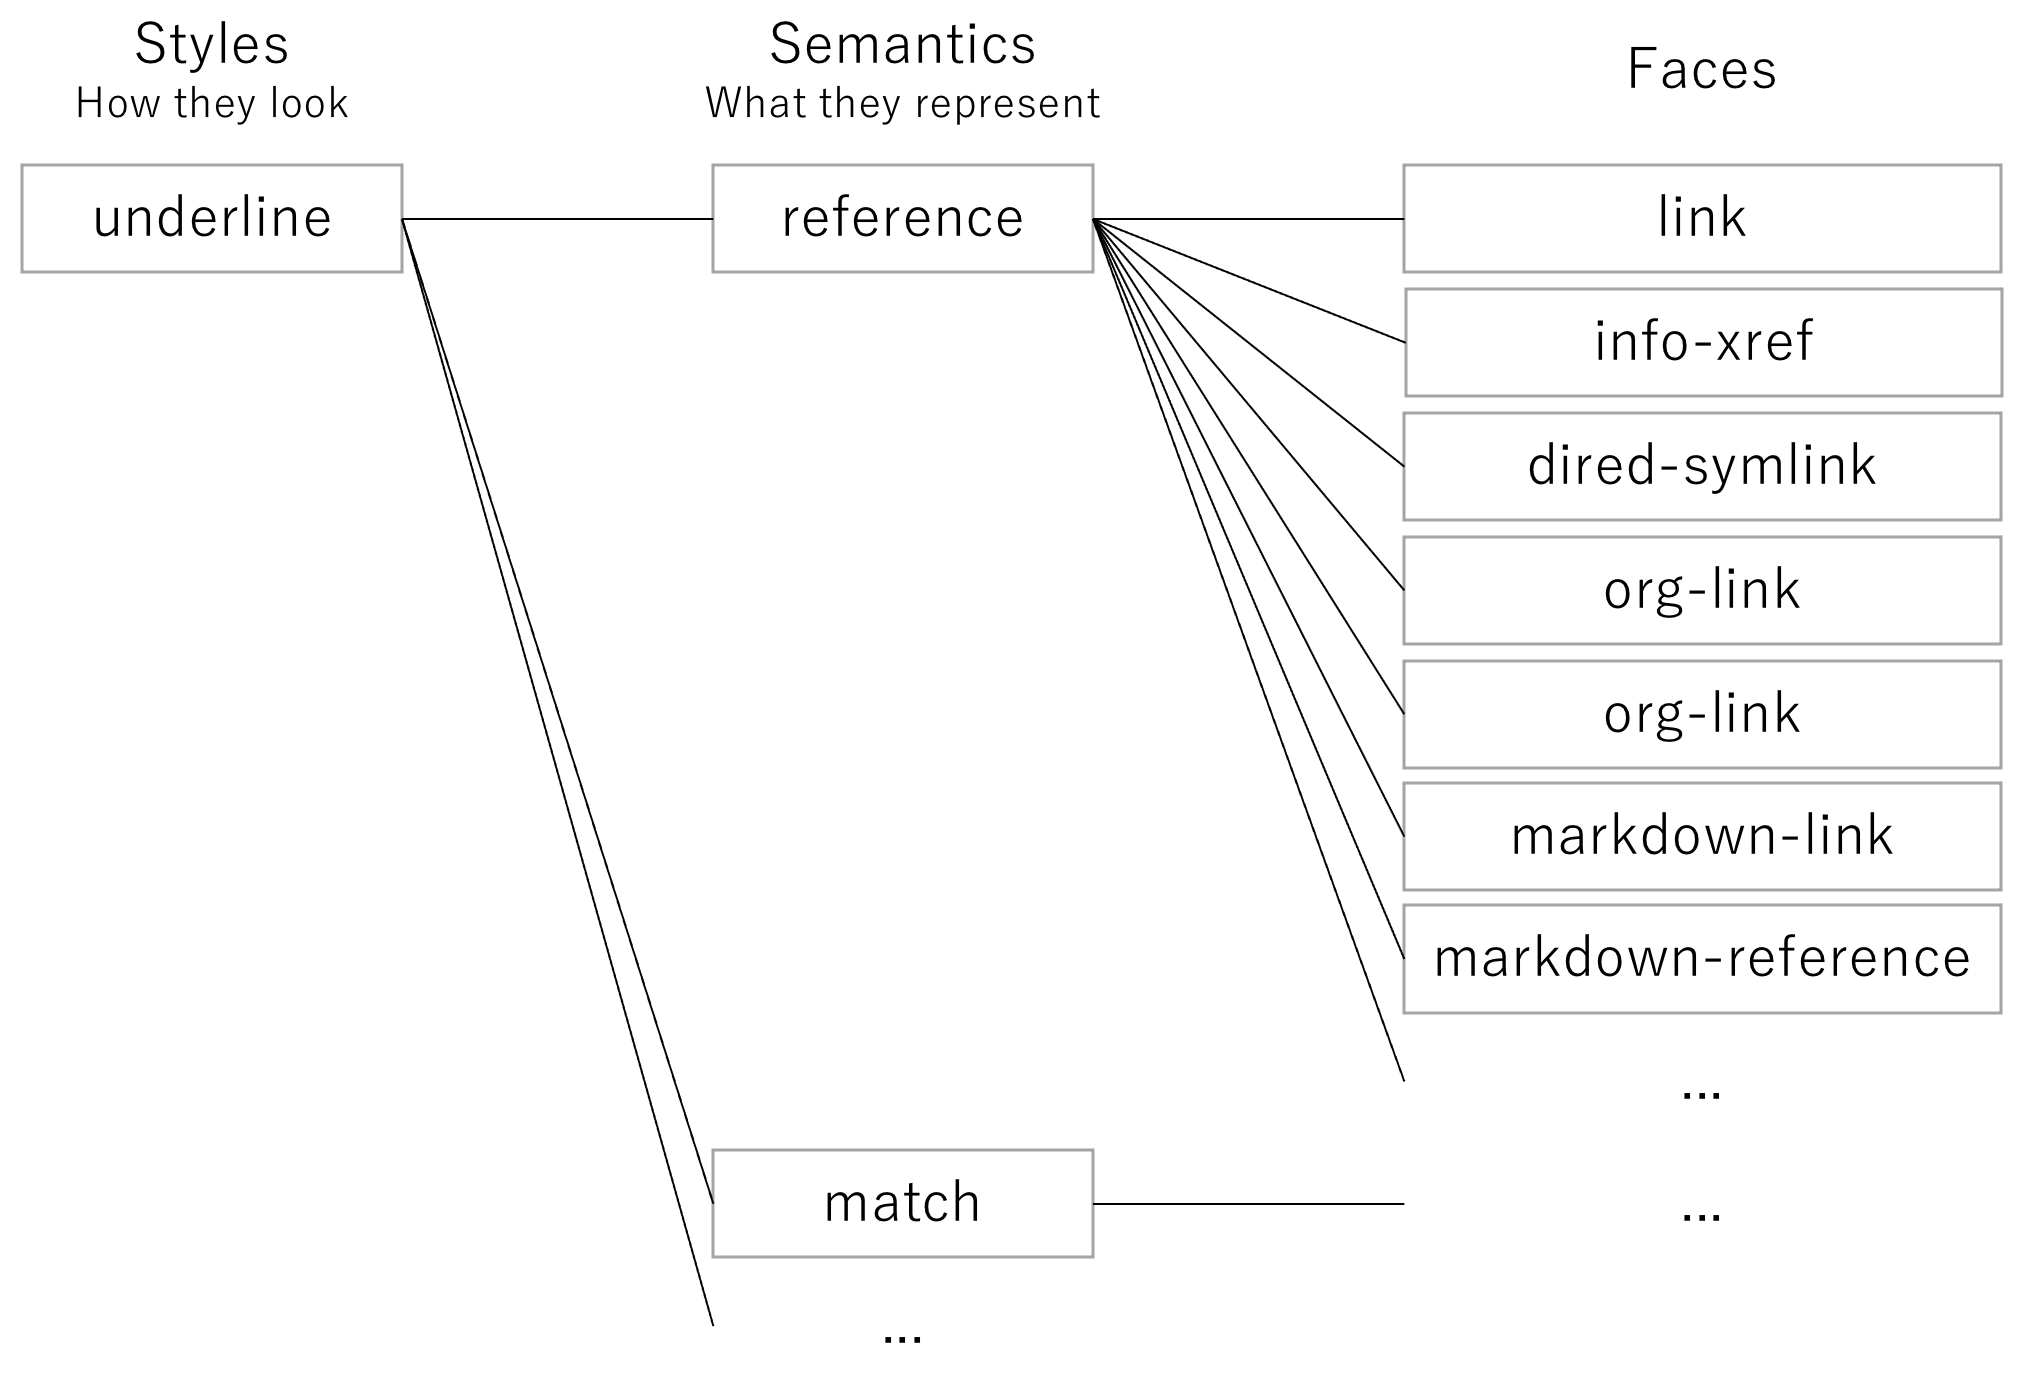 Styles
How they look
Semantics
What they represent
Faces
underline
reference
link
info-xref
dired-symlink
org-link
org-link
markdown-link
markdown-reference
...
match
...
...